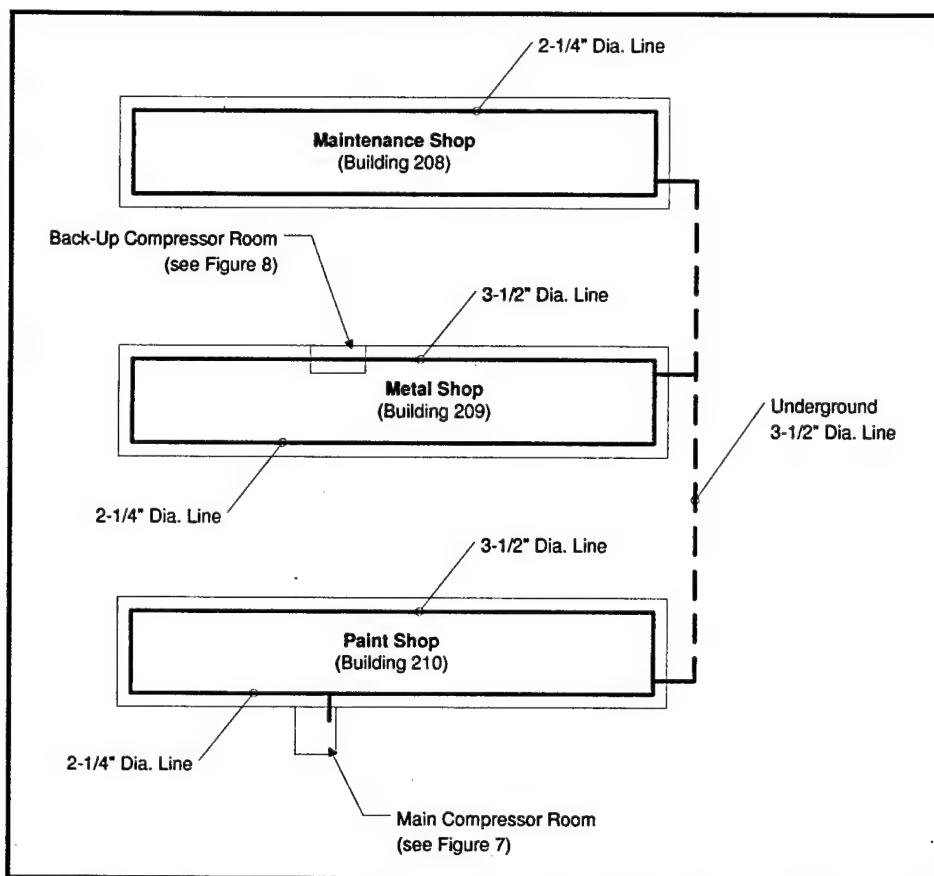 2-1/4" Dia. Line
Maintenance Shop
(Building 208)
Back-Up Compressor Room
(see Figure 8)
3-1/2" Dia. Line
Metal Shop
(Building 209)
Underground
3-1/2" Dia. Line
2-1/4" Dia. Line
3-1/2" Dia. Line
Paint Shop
(Building 210)
2-1/4" Dia. Line
Main Compressor Room
(see Figure 7)